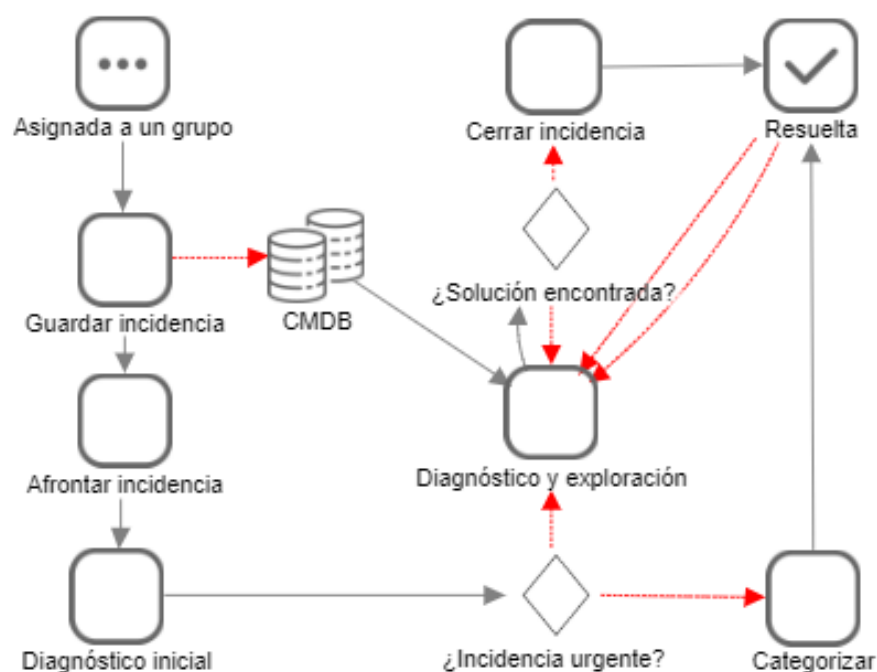 Asignada a un grupo
Cerrar incidencia
Resuelta
Guardar incidencia
CMDB
¿Solución encontrada?
Afrontar incidencia
Diagnóstico y exploración
Diagnóstico inicial
¿Incidencia urgente?
Categorizar